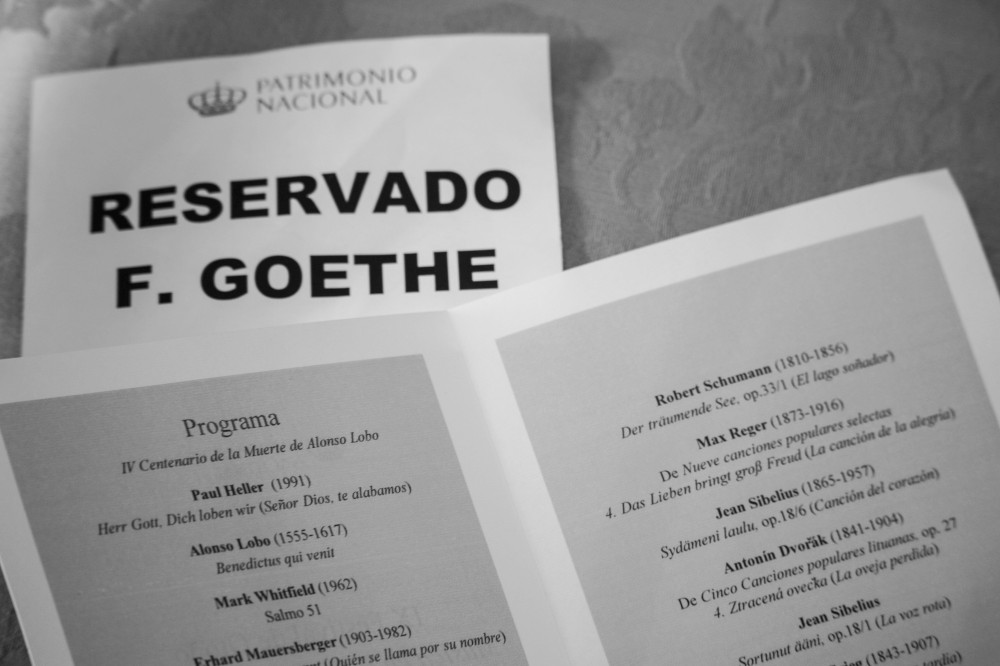 PATRIMONIO
NACIONAL
RESERVADO
F. GOETHE
Programa
IV Centenario de la Muerte de Alonso Lobo
Paul Heller (1991)
Herr Gott, Dich loben wir (Señor Dios, te alabamos)
Alonso Lobo (1555-1617)
Benedictus qui venit
Mark Whitfield (1962)
Salmo 51
Erhard Mauersberger (1903-1982)
(Quién se llama por su nombre)
Robert Schumann (1810-1856)
Der träumende See, op.33/1 (El lago soñador)
Max Reger (1873-1916)
De Nueve canciones populares selectas
4. Das Lieben bringt groβ Freud (La canción de la alegría)
Jean Sibelius (1865-1957)
Sydämeni laulu, op.18/6 (Canción del corazón)
Antonín Dvořák (1841-1904)
De Cinco Canciones populares lituanas, op. 27
4. Ztracená ovečka (La oveja perdida)
Jean Sibelius
Sortunut ääni, op.18/1 (La voz rota)
(1843-1907)